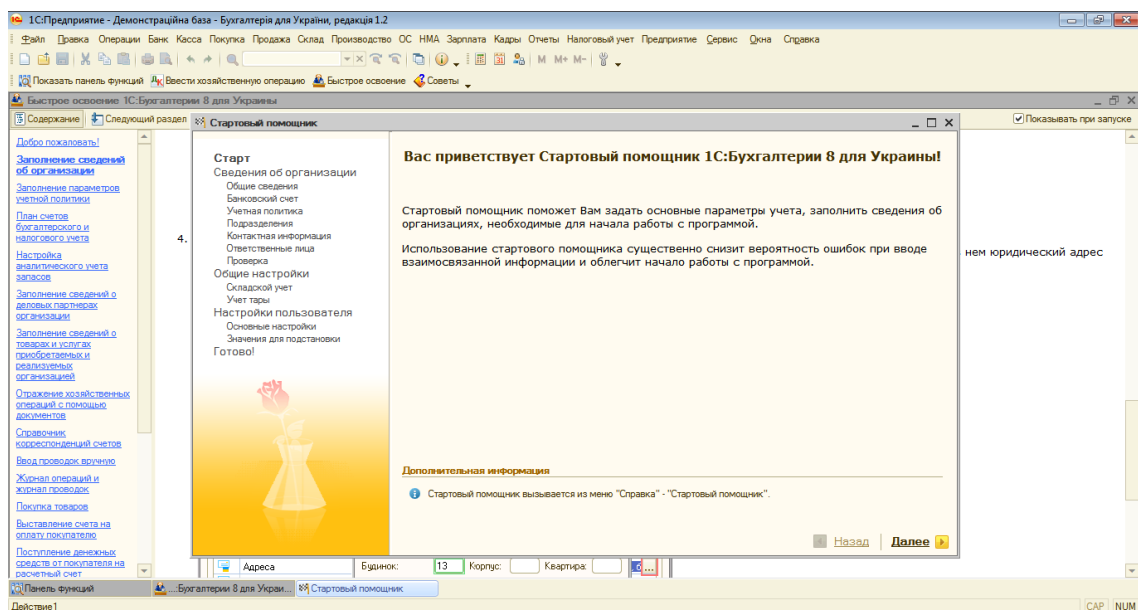 1С:Предприятие - Демонстраційна база - Бухгалтерія для України, редакція 1.2
Файл Правка Операции Банк Касса Покупка Продажа Склад Производство ОС НМА Зарплата Кадры Отчеты Налоговый учет Предприятие Сервис Окна Справка
M M+ M-
Показать панель функций Ввести хозяйственную операцию Быстрое освоение Советы
Быстрое освоение 1С:Бухгалтерии 8 для Украины
Содержание Следующий раздел Показывать при запуске
Добро пожаловать!
Заполнение сведений
об организации
Заполнение параметров
учетной политики
План счетов
бухгалтерского и
налогового учета
Настройка
аналитического учета
запасов
Заполнение сведений о
деловых партнерах
организации
Заполнение сведений о
товарах и услугах
приобретаемых и
реализуемых
организацией
Отражение хозяйственных
операций с помощью
документов
Справочник
корреспонденций счетов
Ввод проводок вручную
Журнал операций и
журнал проводок
Покупка товаров
Выставление счета на
оплату покупателю
Поступление денежных
средств от покупателя на
расчетный счет
4.
нем юридический адрес
Стартовый помощник
Старт
Сведения об организации
Общие сведения
Банковский счет
Учетная политика
Подразделения
Контактная информация
Ответственные лица
Проверка
Общие настройки
Складской учет
Учет тары
Настройки пользователя
Основные настройки
Значения для подстановки
Готово!
Вас приветствует Стартовый помощник 1С:Бухгалтерии 8 для Украины!
Стартовый помощник поможет Вам задать основные параметры учета, заполнить сведения об
организациях, необходимые для начала работы с программой.
Использование стартового помощника существенно снизит вероятность ошибок при вводе
взаимосвязанной информации и облегчит начало работы с программой.
Дополнительная информация
Стартовый помощник вызывается из меню "Справка" - "Стартовый помощник".
Назад Далее
Адреса Будинок: 13 Корпус: Квартира: ...
Панель функций ...:Бухгалтерии 8 для Украи... Стартовый помощник
Действие1 CAP NUM